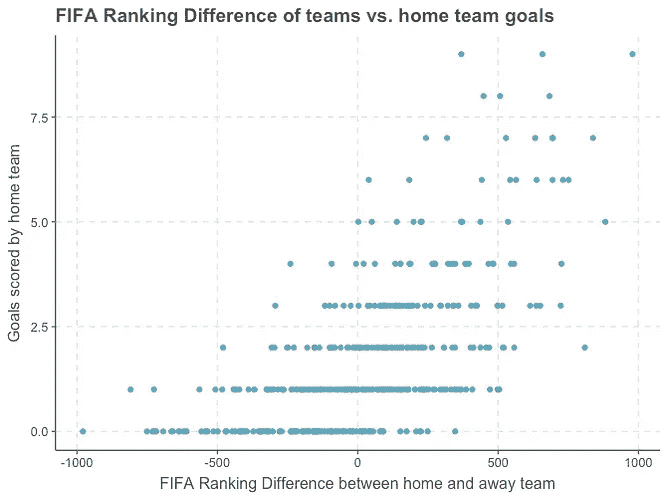 FIFA Ranking Difference of teams vs. home team goals
7.5
5.0
2.5
0.0
Goals scored by home team
-1000 -500 0 500 1000
FIFA Ranking Difference between home and away team